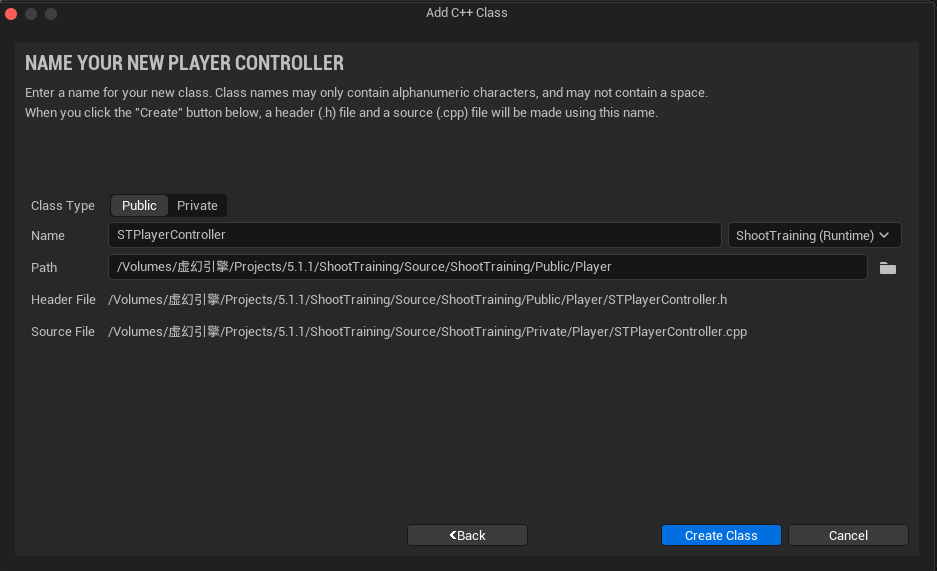 Add C++ Class
NAME YOUR NEW PLAYER CONTROLLER
Enter a name for your new class. Class names may only contain alphanumeric characters, and may not contain a space.
When you click the "Create" button below, a header (.h) file and a source (.cpp) file will be made using this name.
Class Type Public Private
Name STPlayerController ShootTraining (Runtime)
Path /Volumes/虚幻引擎/Projects/5.1.1/ShootTraining/Source/ShootTraining/Public/Player
Header File /Volumes/虚幻引擎/Projects/5.1.1/ShootTraining/Source/ShootTraining/Public/Player/STPlayerController.h
Source File /Volumes/虚幻引擎/Projects/5.1.1/ShootTraining/Source/ShootTraining/Private/Player/STPlayerController.cpp
Back Create Class Cancel